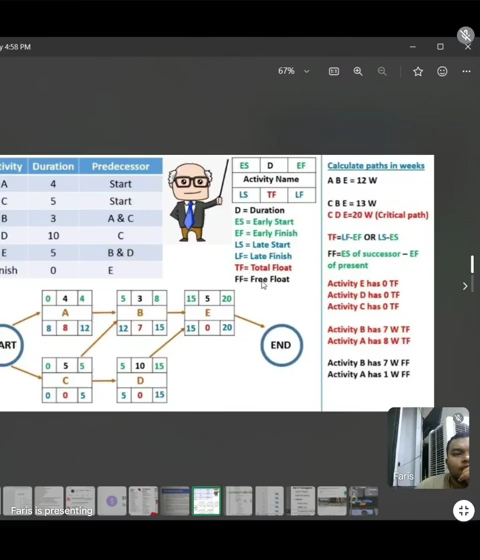 y 4:58 PM
67%
tivity Duration Predecessor
A 4 Start
C 5 Start
B 3 A & C
D 10 C
E 5 B & D
nish 0 E
ES D EF
Activity Name
LS TF LF
D = Duration
ES = Early Start
EF = Early Finish
LS = Late Start
LF= Late Finish
TF= Total Float
FF= Free Float
Calculate paths in weeks
A B E = 12 W
C B E = 13 W
C D E=20 W (Critical path)
TF=LF-EF OR LS-ES
FF=ES of successor – EF
of present
Activity E has 0 TF
Activity D has 0 TF
Activity C has 0 TF
Activity B has 7 W TF
Activity A has 8 W TF
Activity B has 7 W FF
Activity A has 1 W FF
0 4 4
A
8 8 12
5 3 8
B
12 7 15
15 5 20
E
15 0 20
ART
END
0 5 5
C
0 0 5
5 10 15
D
5 0 15
Faris
Faris is presenting